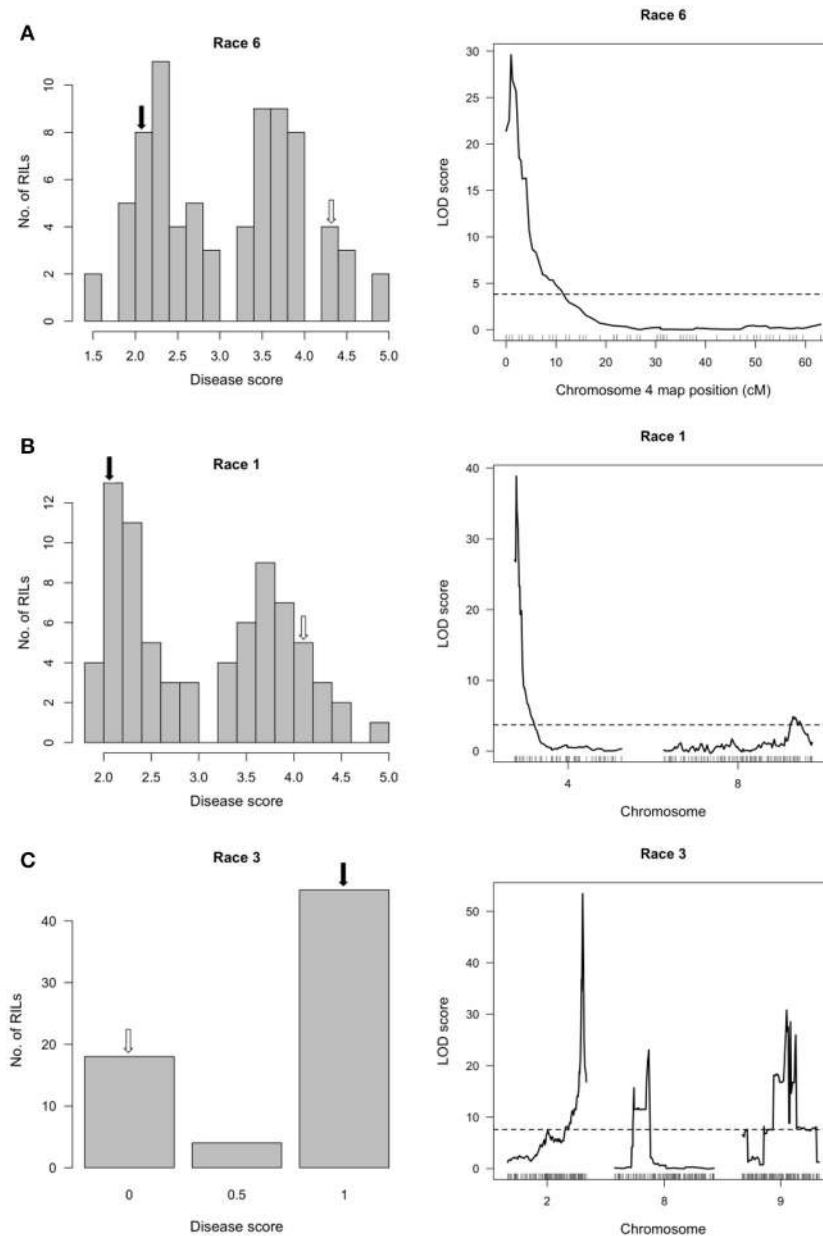 A
Race 6
No. of RILs
0
2
4
6
8
10
1.5 2.0 2.5 3.0 3.5 4.0 4.5 5.0
Disease score
Race 6
LOD score
0
5
10
15
20
25
30
0 10 20 30 40 50 60
Chromosome 4 map position (cM)
B
Race 1
No. of RILs
0
2
4
6
8
10
12
2.0 2.5 3.0 3.5 4.0 4.5 5.0
Disease score
Race 1
LOD score
0
10
20
30
40
4 8
Chromosome
C
Race 3
No. of RILs
0
10
20
30
40
0 0.5 1
Disease score
Race 3
LOD score
0
10
20
30
40
50
2 8 9
Chromosome